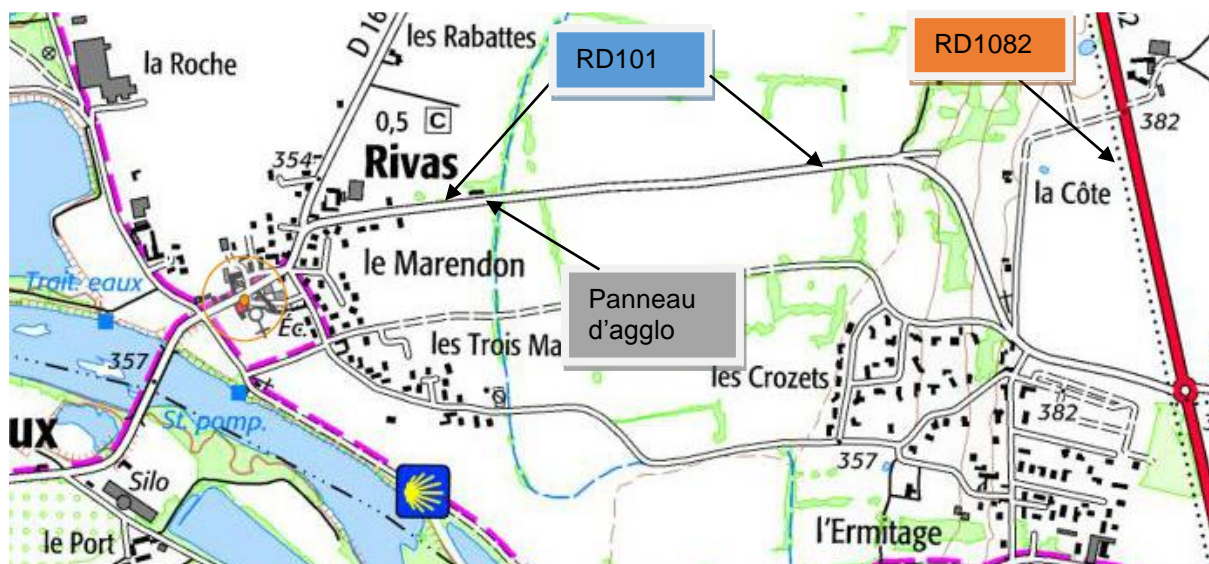 RD101
RD1082
D 16
les Rabattes
la Roche
0,5 C
Rivas
354
382
la Côte
le Marendon
Trait. eaux
Panneau
d'agglo
Éc.
357
les Trois Ma
les Crozets
382
St. pomp.
ux
Silo
357
le Port
l'Ermitage